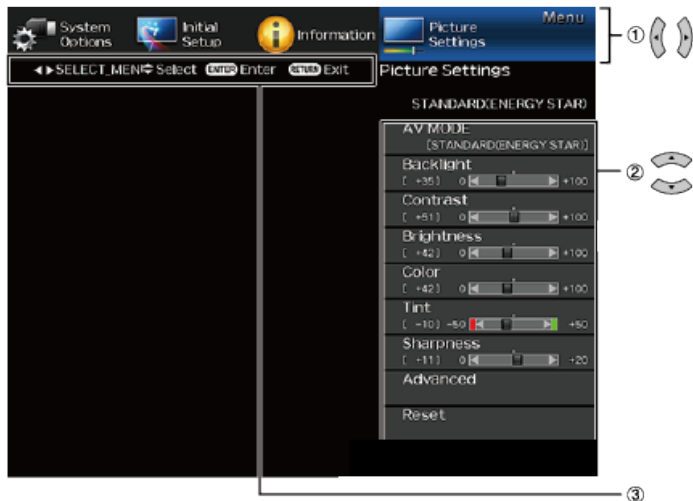 System Options
Initial Setup
Information
Picture Settings
Menu
①
◄►SELECT_MENU Select ENTER Enter RETURN Exit
Picture Settings
STANDARD(ENERGY STAR)
AV MODE
[STANDARD(ENERGY STAR)]
②
Backlight
[ +35] 0 +100
Contrast
[ +51] 0 +100
Brightness
[ +42] 0 +100
Color
[ +42] 0 +100
Tint
[ -10] -50 +50
Sharpness
[ +11] 0 +20
Advanced
Reset
③